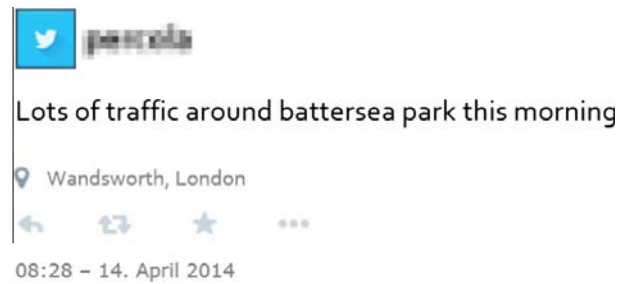 Lots of traffic around battersea park this morning
Wandsworth, London
08:28 – 14. April 2014